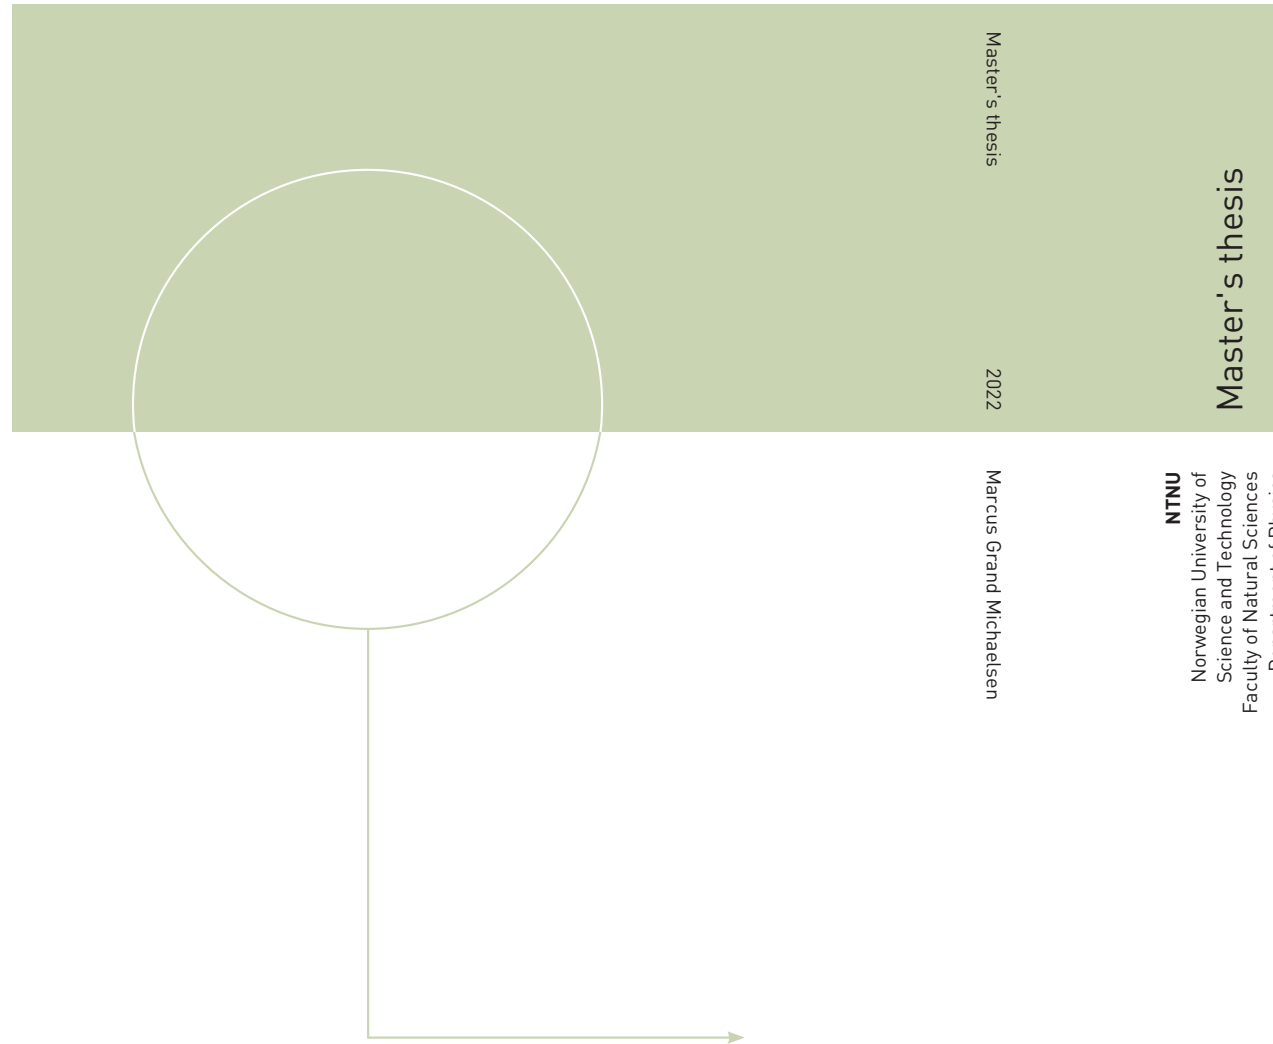 Master's thesis
2022
Marcus Grand Michaelsen
Master's thesis
NTNU
Norwegian University of
Science and Technology
Faculty of Natural Sciences